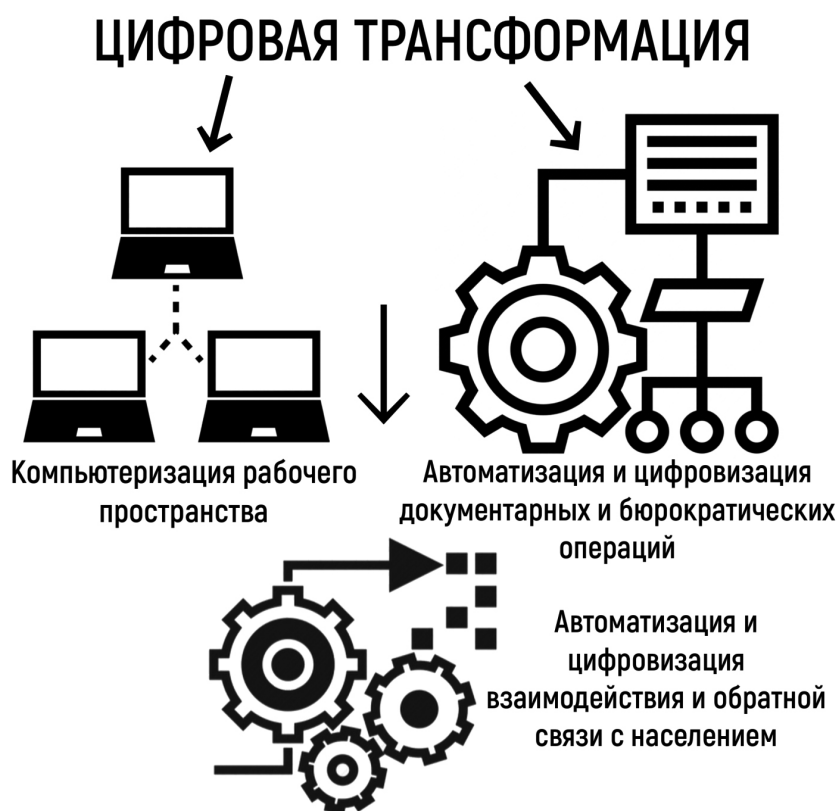 ЦИФРОВАЯ ТРАНСФОРМАЦИЯ
Компьютеризация рабочего
пространства
Автоматизация и цифровизация
документарных и бюрократических
операций
Автоматизация и
цифровизация
взаимодействия и обратной
связи с населением